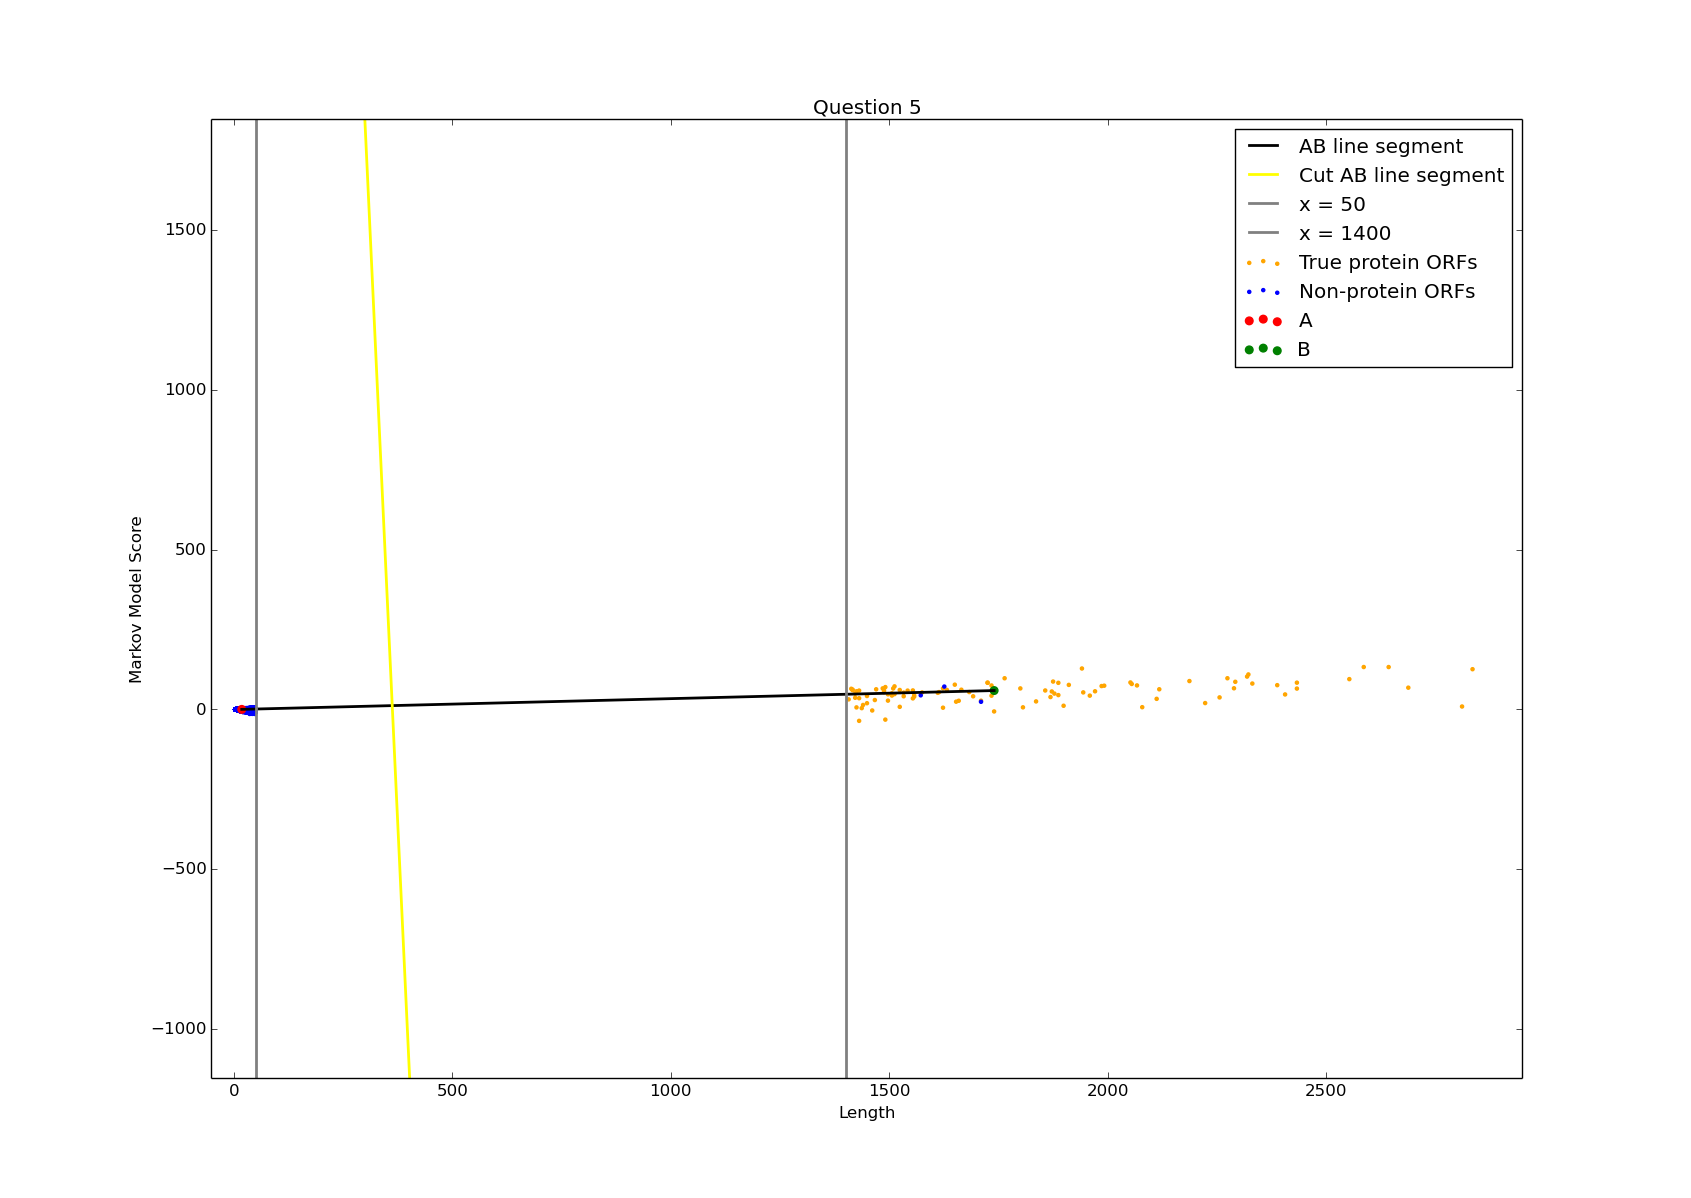 Question 5
AB line segment
Cut AB line segment
x = 50
x = 1400
True protein ORFs
Non-protein ORFs
A
B
1500
1000
500
0
−500
−1000
Markov Model Score
0 500 1000 1500 2000 2500
Length